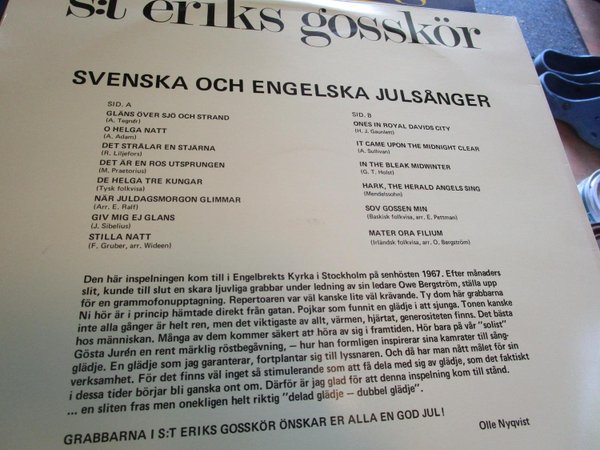 s:t eriks gosskör
SVENSKA OCH ENGELSKA JULSÅNGER
SID. A
GLÄNS ÖVER SJÖ OCH STRAND
(A. Tegnér)
O HELGA NATT
(A. Adam)
DET STRÅLAR EN STJÄRNA
(R. Liljefors)
DET ÄR EN ROS UTSPRUNGEN
(M. Praetorius)
DE HELGA TRE KUNGAR
(Tysk folkvisa)
NÄR JULDAGSMORGON GLIMMAR
(Arr. E. Ralf)
GIV MIG EJ GLANS
(J. Sibelius)
STILLA NATT
(F. Gruber, arr. Wideen)
SID. B
ONES IN ROYAL DAVIDS CITY
(H. J. Gauntlett)
IT CAME UPON THE MIDNIGHT CLEAR
(A. Sullivan)
IN THE BLEAK MIDWINTER
(G. T. Holst)
HARK, THE HERALD ANGELS SING
(Mendelssohn)
SOV GOSSEN MIN
(Baskisk folkvisa, arr. E. Pettman)
MATER ORA FILIUM
(Irländsk folkvisa, arr. O. Bergström)
Den här inspelningen kom till i Engelbrekts Kyrka i Stockholm på senhösten 1967. Efter månaders
slit, kunde till slut en skara ljuvliga grabbar under ledning av sin ledare Owe Bergström, ställa upp
för en grammofonupptagning. Repertoaren var väl kanske lite väl krävande. Ty dom här grabbarna
Ni hör är i princip hämtade direkt från gatan. Pojkar som funnit en glädje i att sjunga. Tonen kanske
inte alla gånger är helt ren, men det viktigaste av allt, värmen, hjärtat, generositeten finns. Det bästa
hos människan. Många av dem kommer säkert att höra av sig i framtiden. Hör bara på vår "solist"
Gösta Jurén en rent märklig röstbegåvning, – hur han formligen inspirerar sina kamrater till sång-
glädje. En glädje som jag garanterar, fortplantar sig till lyssnaren. Och då har man nått målet för sin
verksamhet. För det finns väl inget så stimulerande som att få dela med sig av glädje, som det faktiskt
i dessa tider börjar bli ganska ont om. Därför är jag glad för att denna inspelning kom till stånd.
... en sliten fras men onekligen helt riktig "delad glädje – dubbel glädje".
GRABBARNA I S:T ERIKS GOSSKÖR ÖNSKAR ER ALLA EN GOD JUL!
Olle Nyqvist